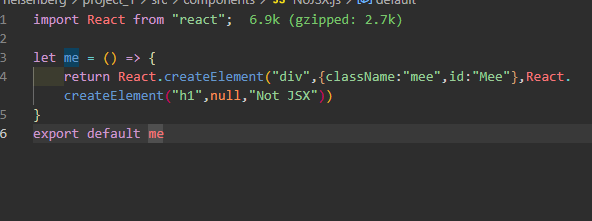 heisenberg > project_1 > src > components > JS NoJSX.js > default
1 import React from "react"; 6.9k (gzipped: 2.7k)
2
3 let me = () => {
4 return React.createElement("div",{className:"mee",id:"Mee"},React.
createElement("h1",null,"Not JSX"))
5 }
6 export default me